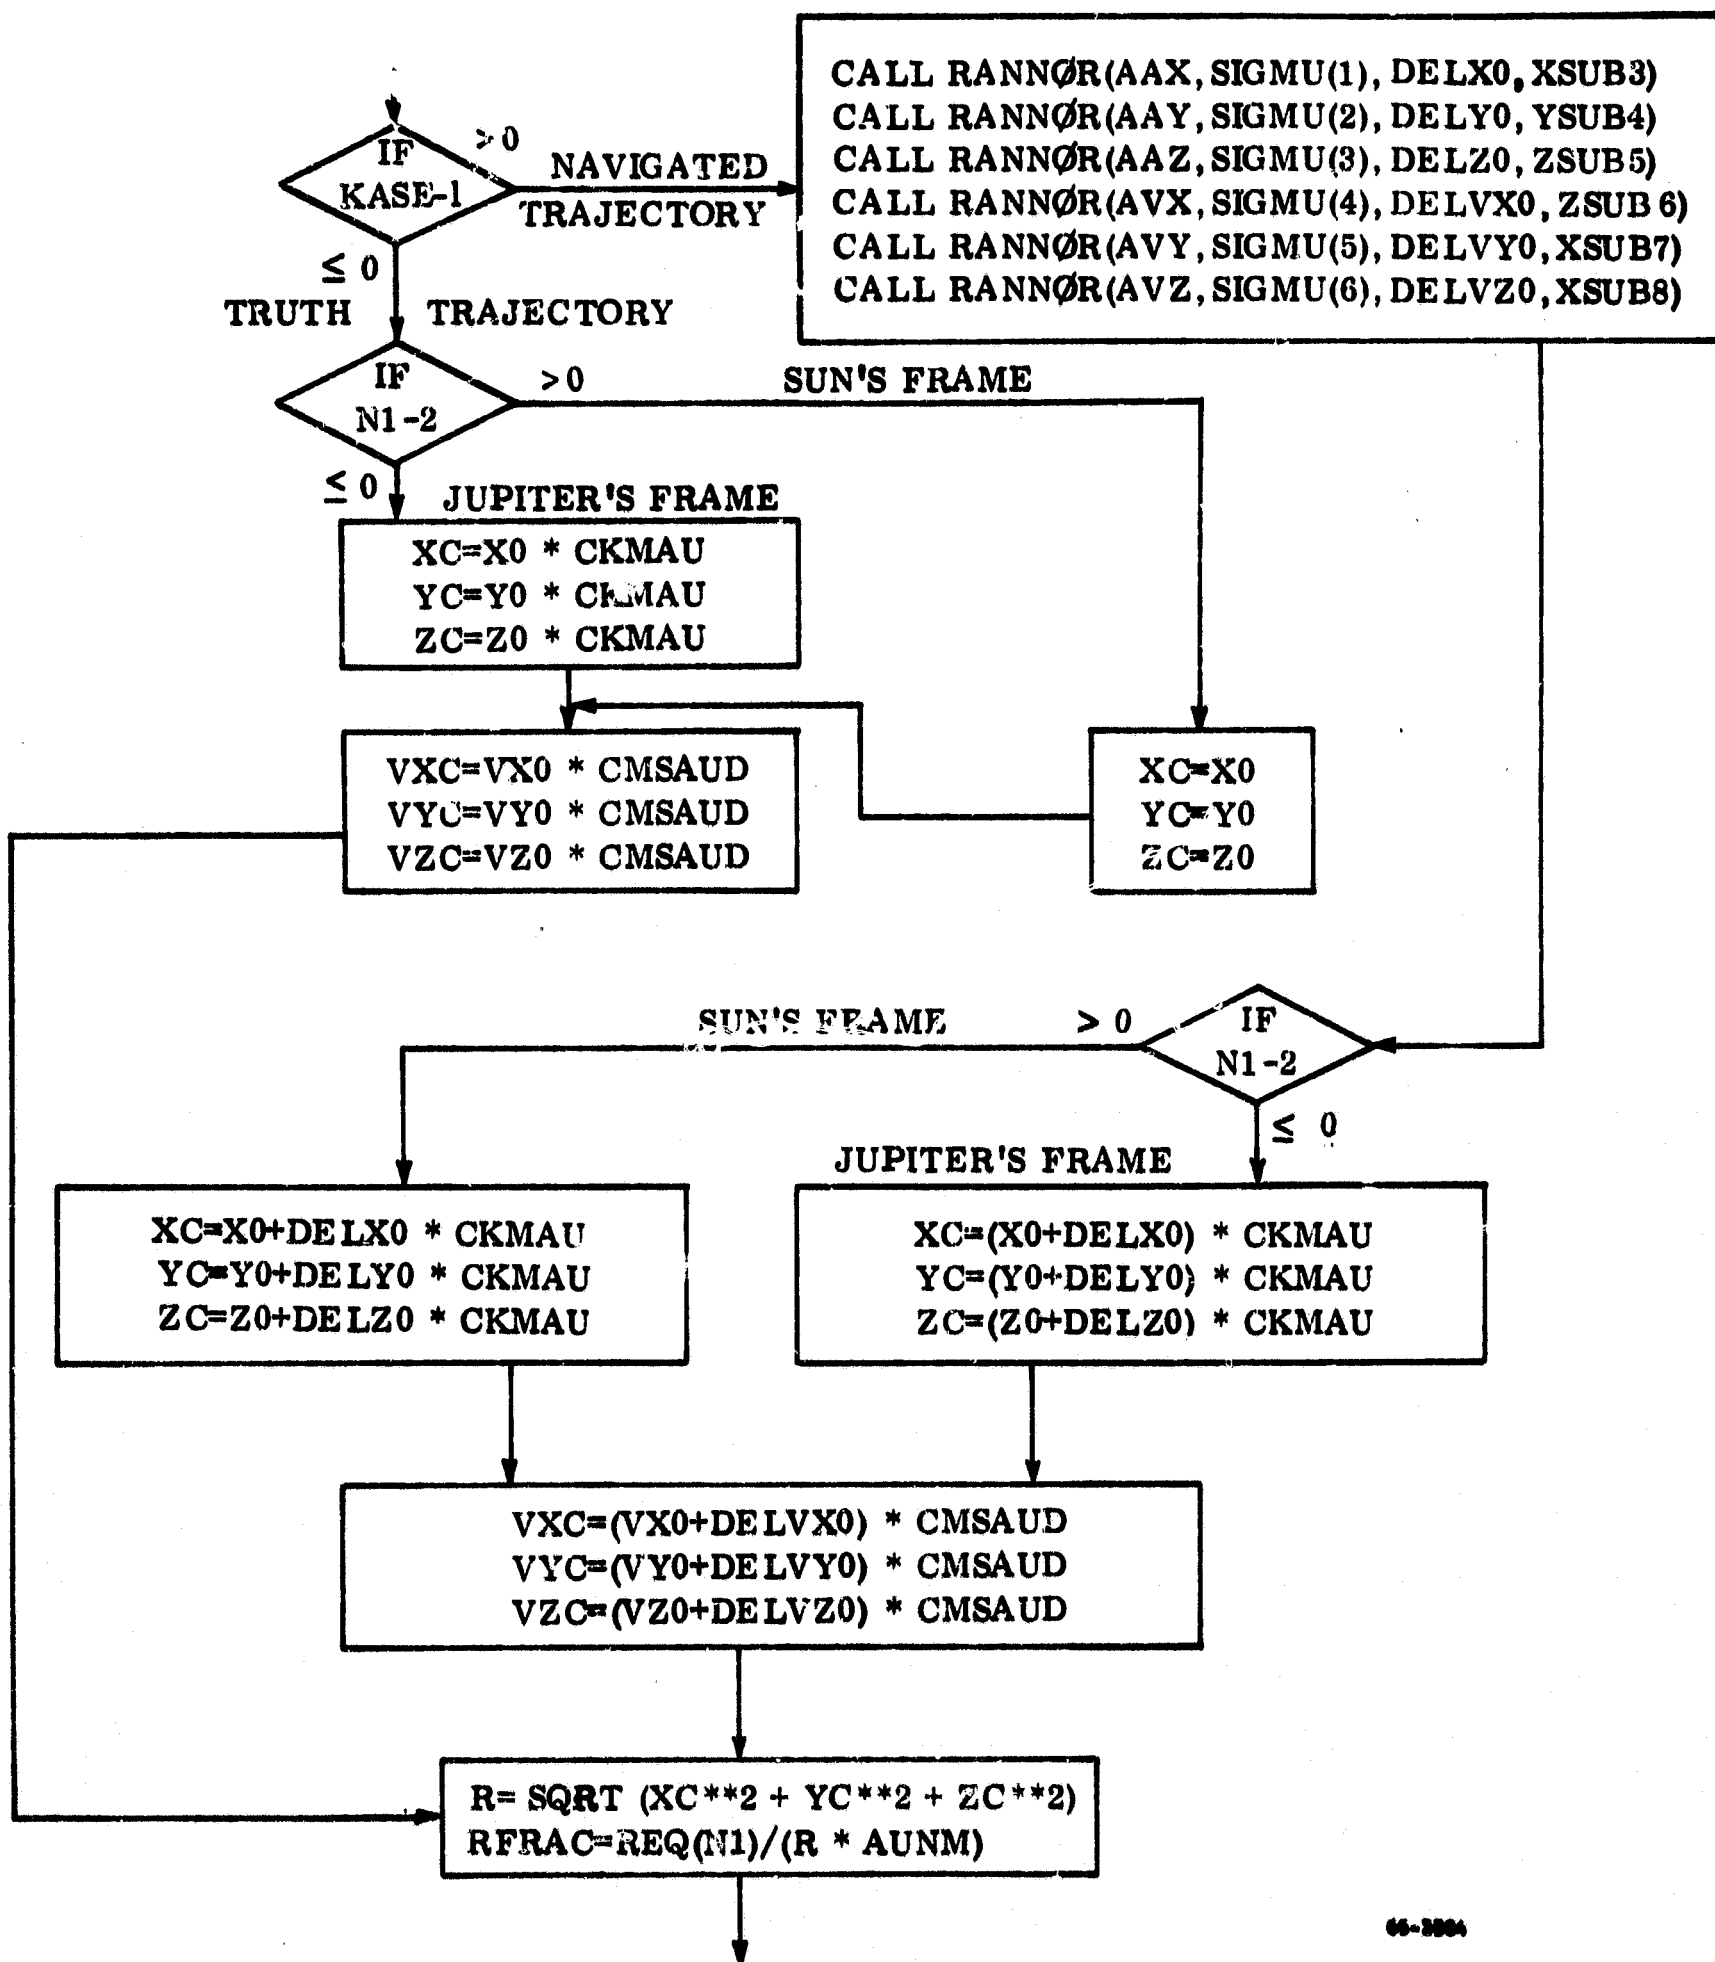 CALL RANNØR(AAX, SIGMU(1), DELX0, XSUB3)
CALL RANNØR(AAY, SIGMU(2), DELY0, YSUB4)
CALL RANNØR(AAZ, SIGMU(3), DELZ0, ZSUB5)
CALL RANNØR(AVX, SIGMU(4), DELVX0, ZSUB6)
CALL RANNØR(AVY, SIGMU(5), DELVY0, XSUB7)
CALL RANNØR(AVZ, SIGMU(6), DELVZ0, XSUB8)
IF
KASE-1
>0
NAVIGATED
TRAJECTORY
≤ 0
TRUTH TRAJECTORY
IF
N1-2
>0
SUN'S FRAME
≤ 0
JUPITER'S FRAME
XC=X0 * CKMAU
YC=Y0 * CKMAU
ZC=Z0 * CKMAU
VXC=VX0 * CMSAUD
VYC=VY0 * CMSAUD
VZC=VZ0 * CMSAUD
XC=X0
YC=Y0
ZC=Z0
SUN'S FRAME
> 0
IF
N1-2
≤ 0
JUPITER'S FRAME
XC=X0+DELX0 * CKMAU
YC=Y0+DELY0 * CKMAU
ZC=Z0+DELZ0 * CKMAU
XC=(X0+DELX0) * CKMAU
YC=(Y0+DELY0) * CKMAU
ZC=(Z0+DELZ0) * CKMAU
VXC=(VX0+DELVX0) * CMSAUD
VYC=(VY0+DELVY0) * CMSAUD
VZC=(VZ0+DELVZ0) * CMSAUD
R= SQRT (XC**2 + YC**2 + ZC**2)
RFRAC=REQ(N1)/(R * AUNM)